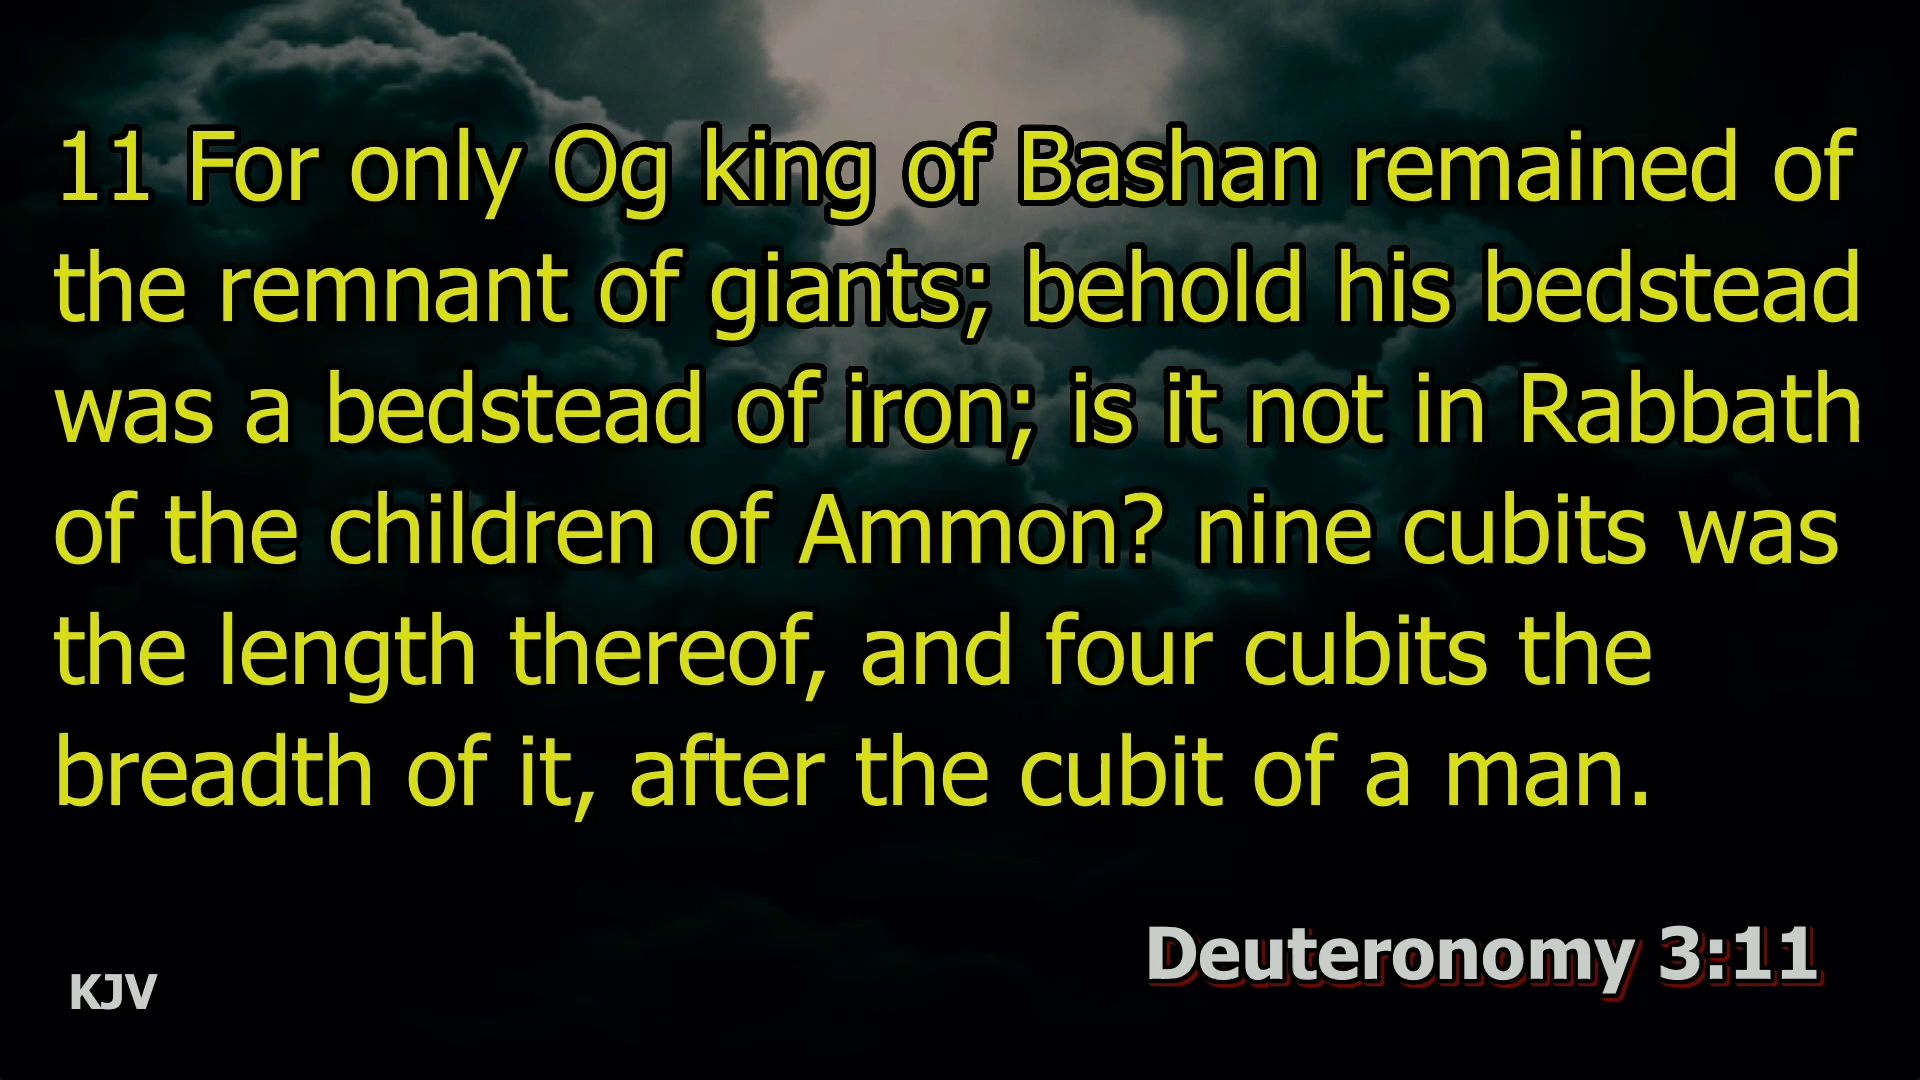 11 For only Og king of Bashan remained of
the remnant of giants; behold his bedstead
was a bedstead of iron; is it not in Rabbath
of the children of Ammon? nine cubits was
the length thereof, and four cubits the
breadth of it, after the cubit of a man.
Deuteronomy 3:11
KJV